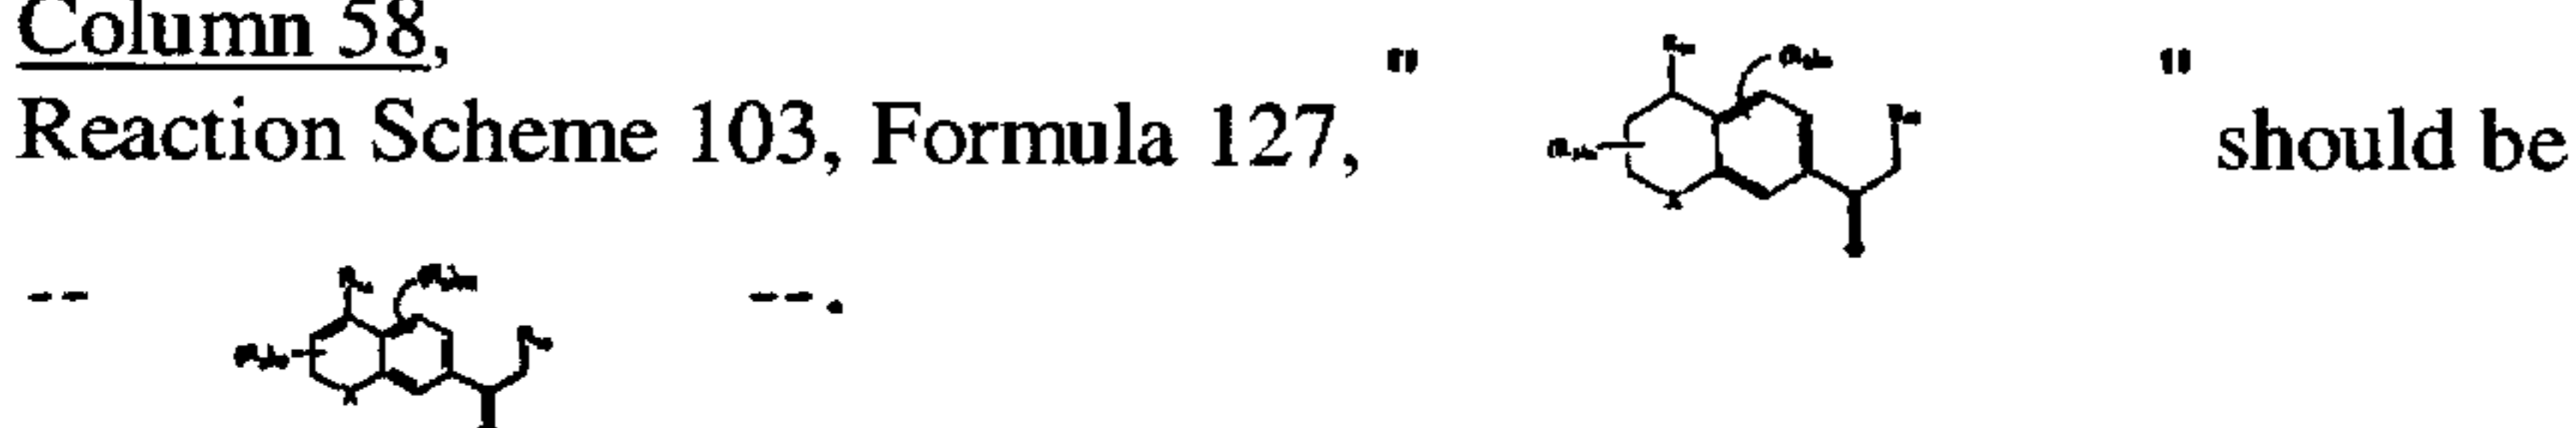 Column 58,
Reaction Scheme 103, Formula 127, " " should be
-- --.